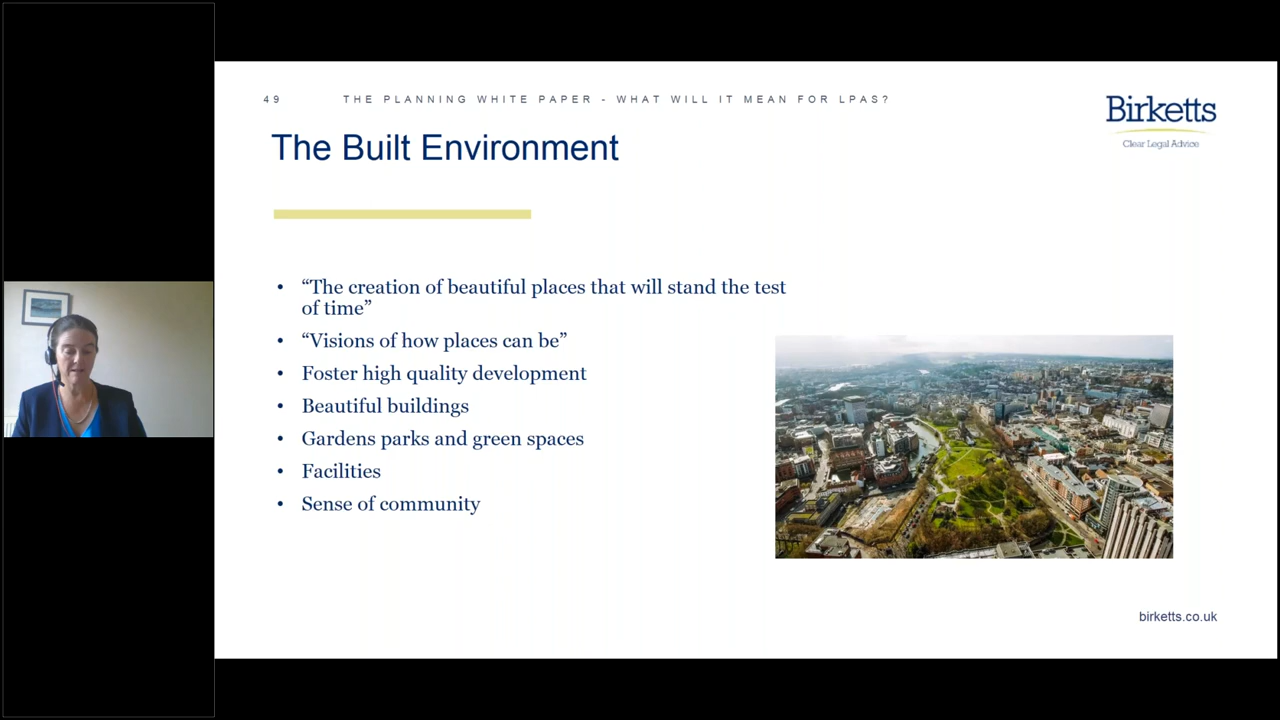 49 THE PLANNING WHITE PAPER - WHAT WILL IT MEAN FOR LPAS?
Birketts
Clear Legal Advice
The Built Environment
• “The creation of beautiful places that will stand the test
of time”
• “Visions of how places can be”
• Foster high quality development
• Beautiful buildings
• Gardens parks and green spaces
• Facilities
• Sense of community
birketts.co.uk